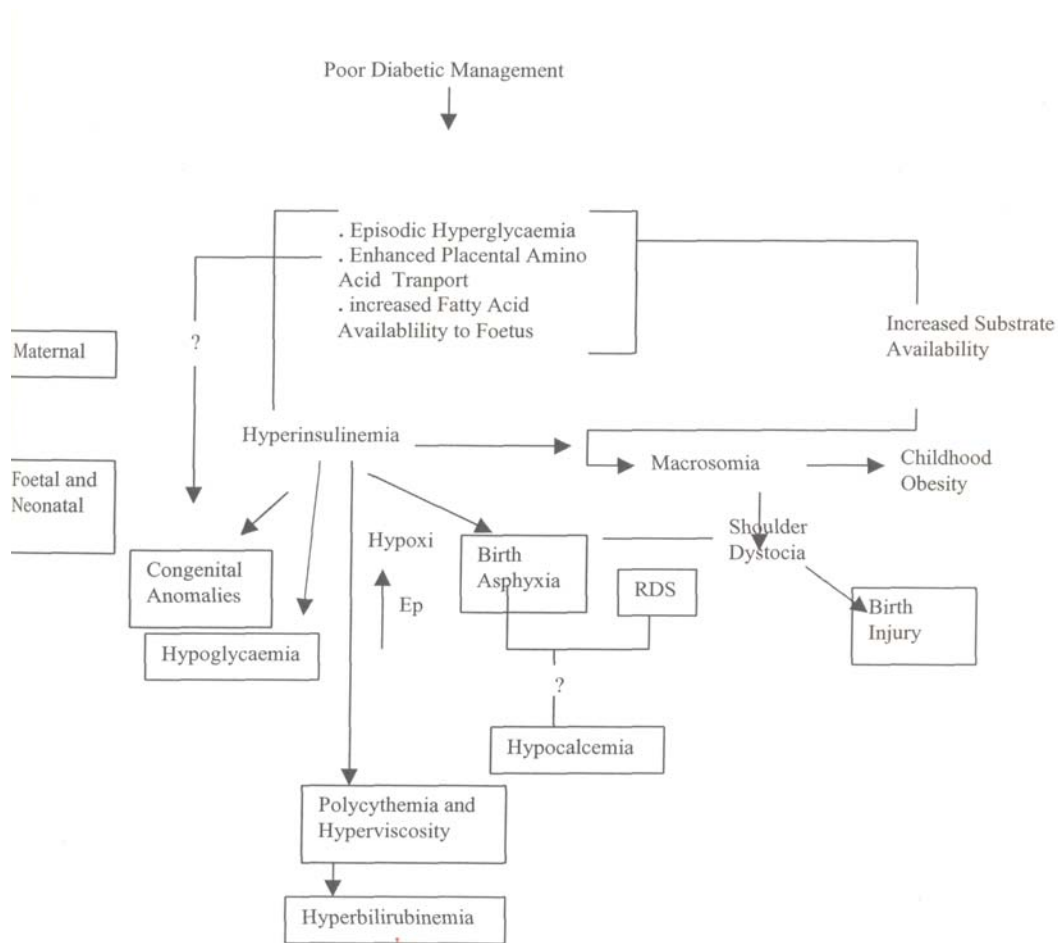 Poor Diabetic Management
. Episodic Hyperglycaemia
. Enhanced Placental Amino
Acid Tranport
. increased Fatty Acid
Availablility to Foetus
?
Increased Substrate
Availability
Maternal
Hyperinsulinemia
Macrosomia
Childhood
Obesity
Foetal and
Neonatal
Hypoxi
Ep
Birth
Asphyxia
Shoulder
Dystocia
RDS
Congenital
Anomalies
Hypoglycaemia
Birth
Injury
?
Hypocalcemia
Polycythemia and
Hyperviscosity
Hyperbilirubinemia